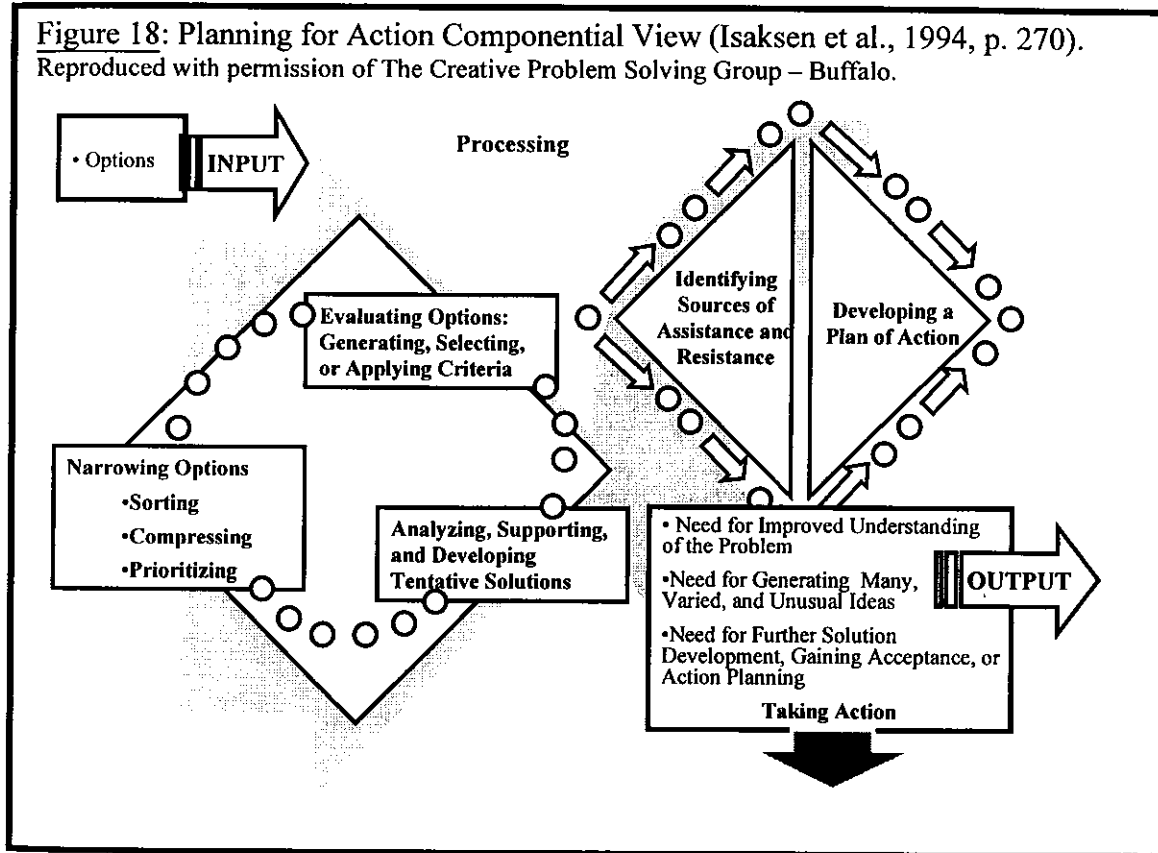 Figure 18: Planning for Action Componential View (Isaksen et al., 1994, p. 270).
Reproduced with permission of The Creative Problem Solving Group – Buffalo.
• Options
INPUT
Processing
Evaluating Options:
Generating, Selecting,
or Applying Criteria
Narrowing Options
•Sorting
•Compressing
•Prioritizing
Analyzing, Supporting,
and Developing
Tentative Solutions
Identifying
Sources of
Assistance and
Resistance
Developing a
Plan of Action
• Need for Improved Understanding
of the Problem
•Need for Generating Many,
Varied, and Unusual Ideas
•Need for Further Solution
Development, Gaining Acceptance, or
Action Planning
Taking Action
OUTPUT